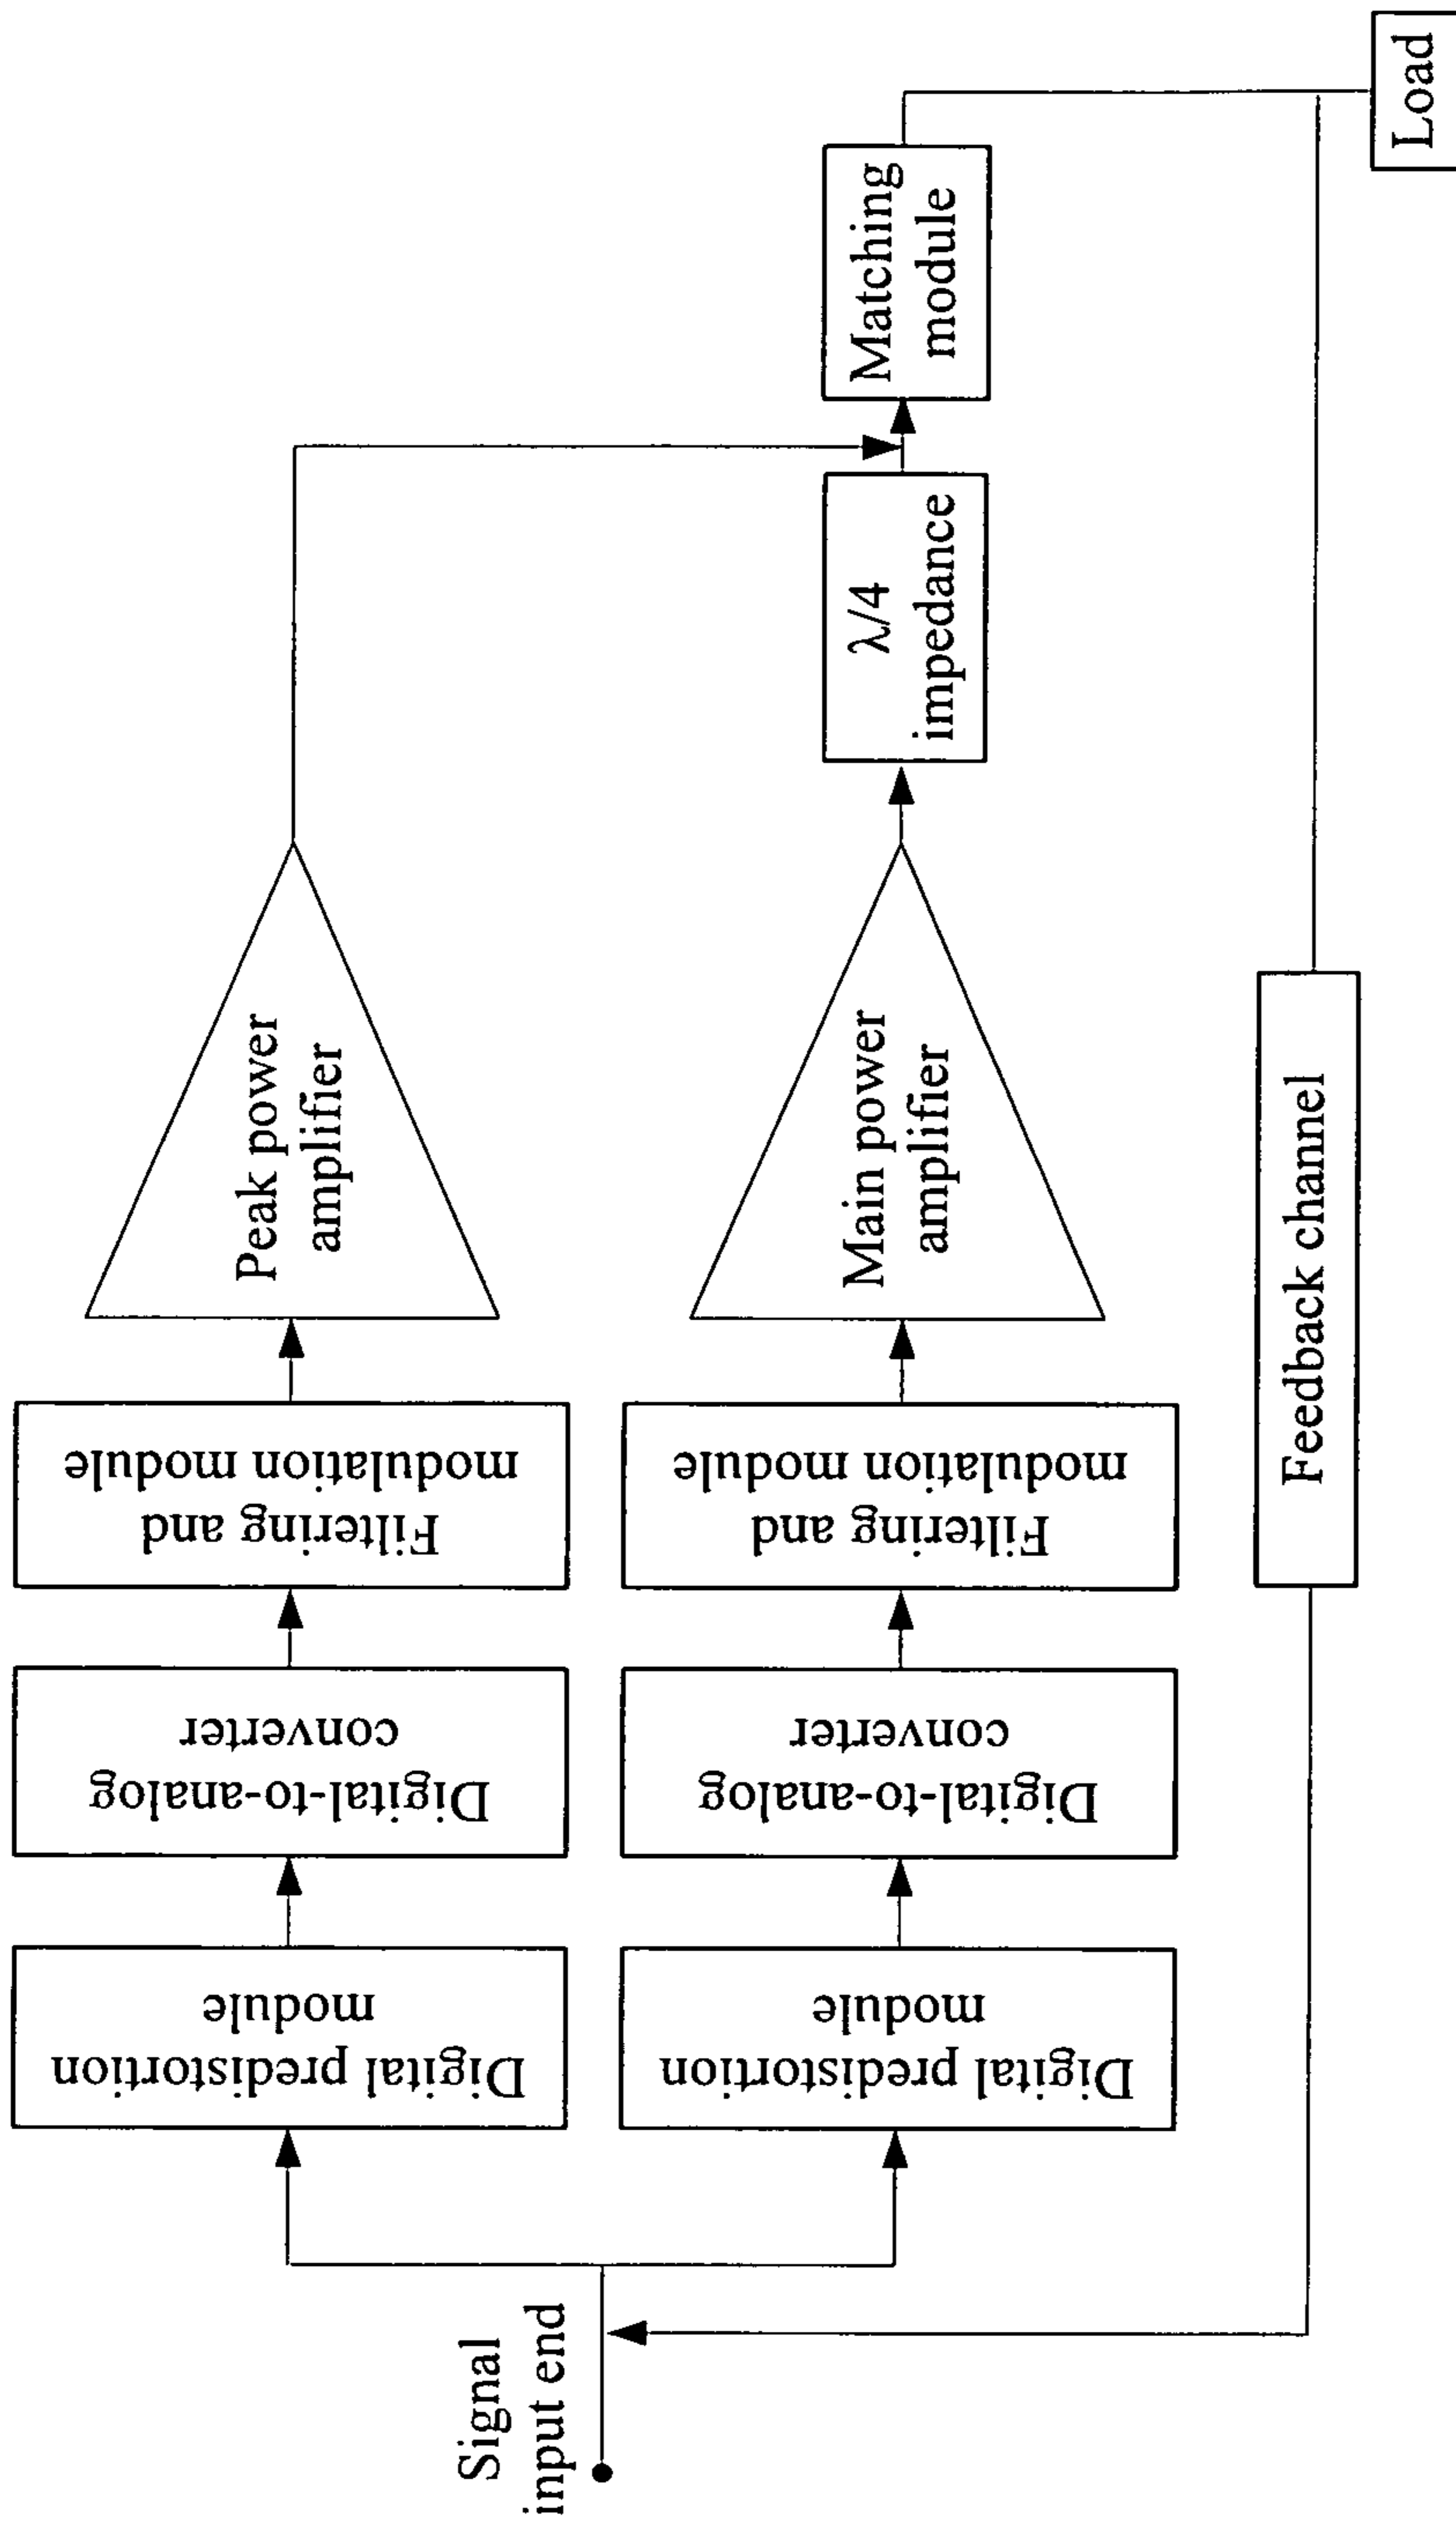 Signal
input end
Digital predistortion
module
Digital-to-analog
converter
Filtering and
modulation module
Peak power
amplifier
Digital predistortion
module
Digital-to-analog
converter
Filtering and
modulation module
Main power
amplifier
λ/4
impedance
Matching
module
Feedback channel
Load